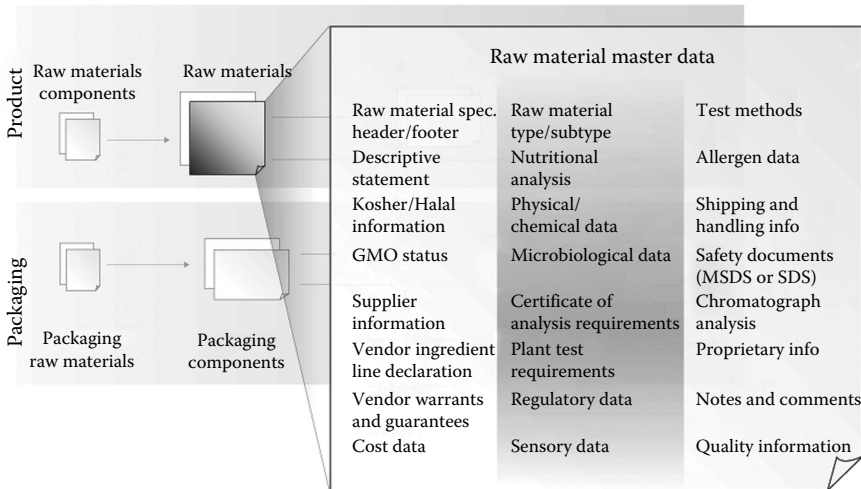 Product
Raw materials
components
Raw materials
Packaging
Packaging
raw materials
Packaging
components
Raw material master data
Raw material spec.
header/footer
Descriptive
statement
Kosher/Halal
information
GMO status
Supplier
information
Vendor ingredient
line declaration
Vendor warrants
and guarantees
Cost data
Raw material
type/subtype
Nutritional
analysis
Physical/
chemical data
Microbiological data
Certificate of
analysis requirements
Plant test
requirements
Regulatory data
Sensory data
Test methods
Allergen data
Shipping and
handling info
Safety documents
(MSDS or SDS)
Chromatograph
analysis
Proprietary info
Notes and comments
Quality information